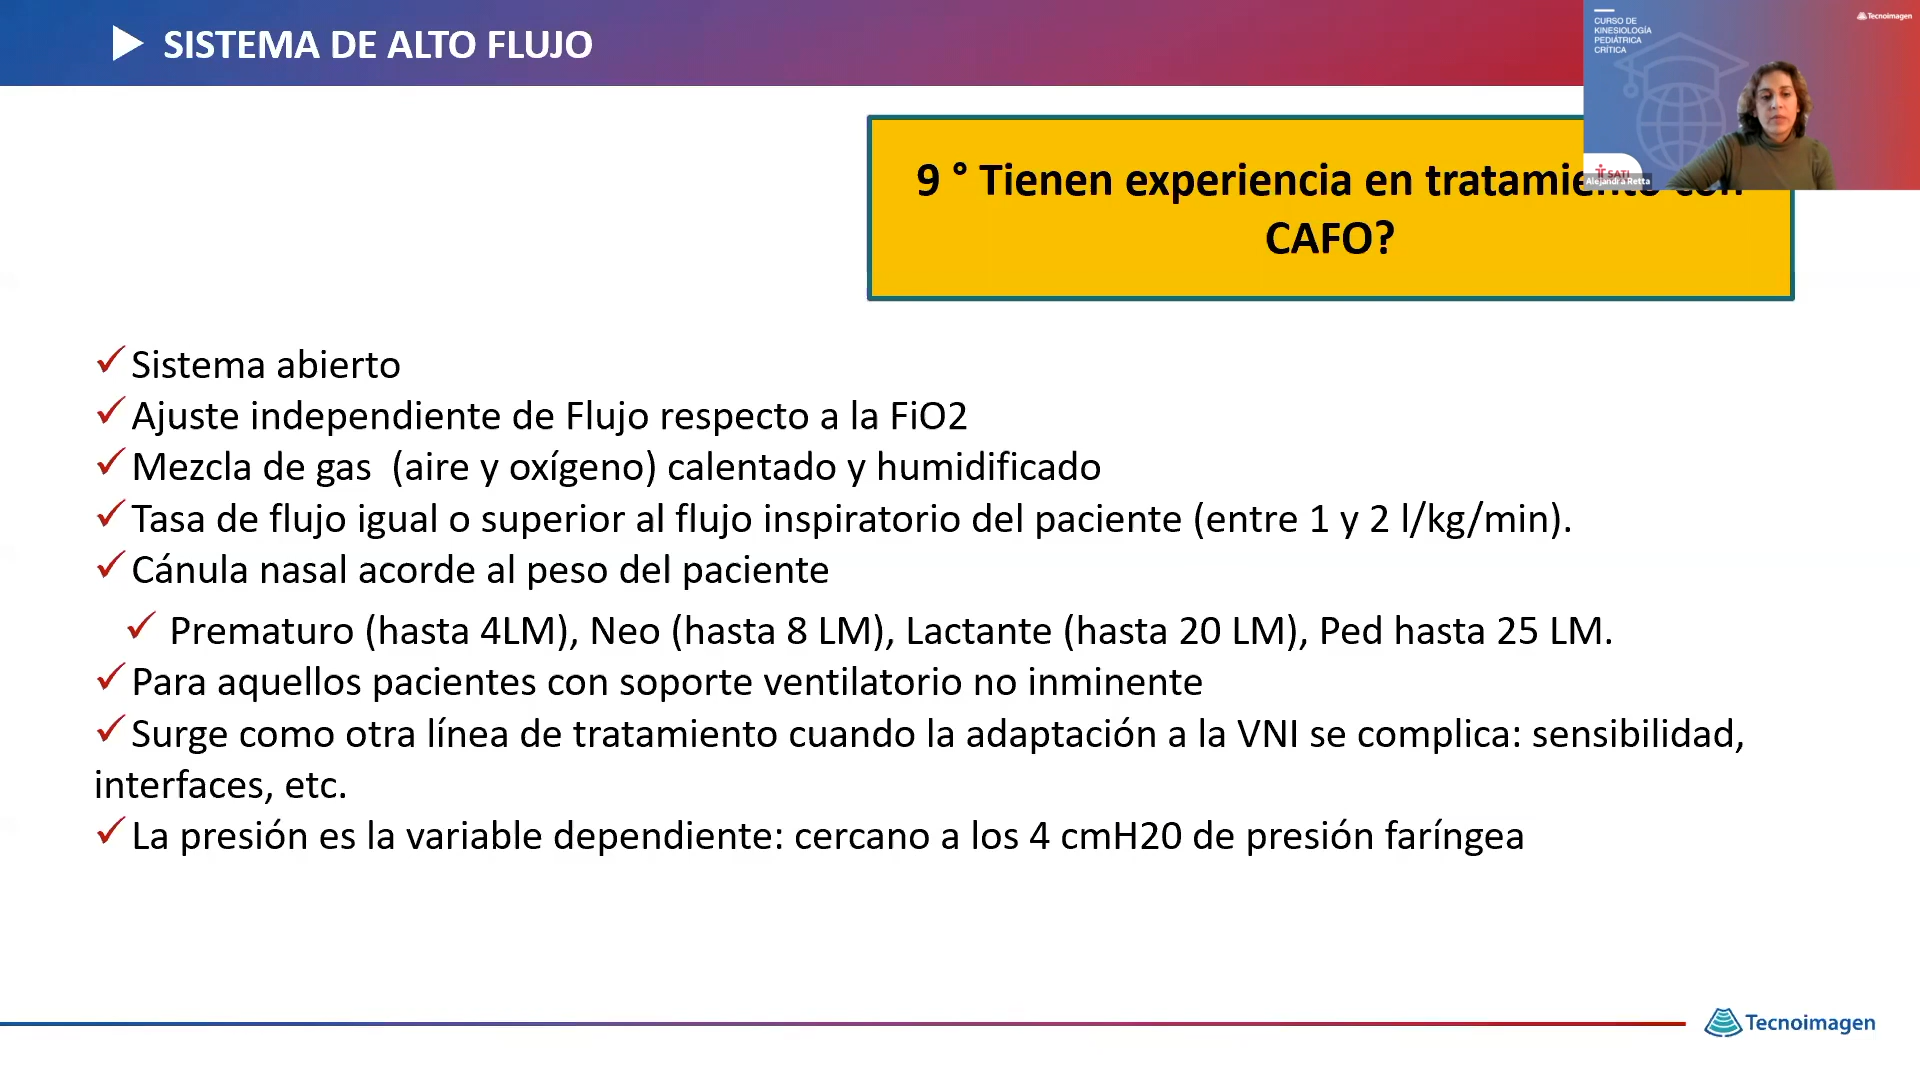 SISTEMA DE ALTO FLUJO
CURSO DE
KINESIOLOGÍA
PEDIÁTRICA
CRÍTICA
Tecnoimagen
SATI
Alejandra Retta
9 ° Tienen experiencia en tratamiento con
CAFO?
✓Sistema abierto
✓Ajuste independiente de Flujo respecto a la FiO2
✓Mezcla de gas (aire y oxígeno) calentado y humidificado
✓Tasa de flujo igual o superior al flujo inspiratorio del paciente (entre 1 y 2 l/kg/min).
✓Cánula nasal acorde al peso del paciente
✓ Prematuro (hasta 4LM), Neo (hasta 8 LM), Lactante (hasta 20 LM), Ped hasta 25 LM.
✓Para aquellos pacientes con soporte ventilatorio no inminente
✓Surge como otra línea de tratamiento cuando la adaptación a la VNI se complica: sensibilidad,
interfaces, etc.
✓La presión es la variable dependiente: cercano a los 4 cmH20 de presión faríngea
Tecnoimagen